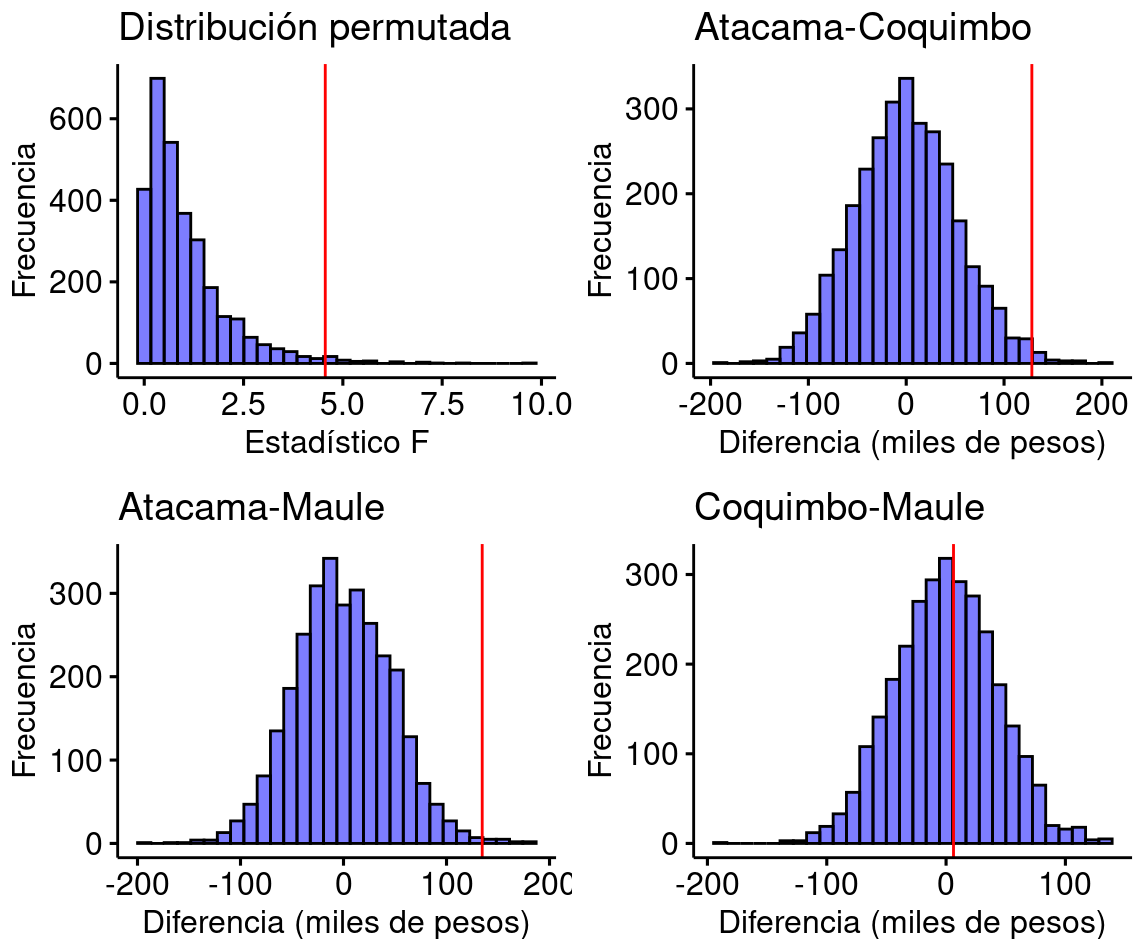 Distribución permutada
Frecuencia
600
400
200
0
0.0 2.5 5.0 7.5 10.0
Estadístico F
Atacama-Coquimbo
Frecuencia
300
200
100
0
-200 -100 0 100 200
Diferencia (miles de pesos)
Atacama-Maule
Frecuencia
300
200
100
0
-200 -100 0 100 200
Diferencia (miles de pesos)
Coquimbo-Maule
Frecuencia
300
200
100
0
-200 -100 0 100
Diferencia (miles de pesos)